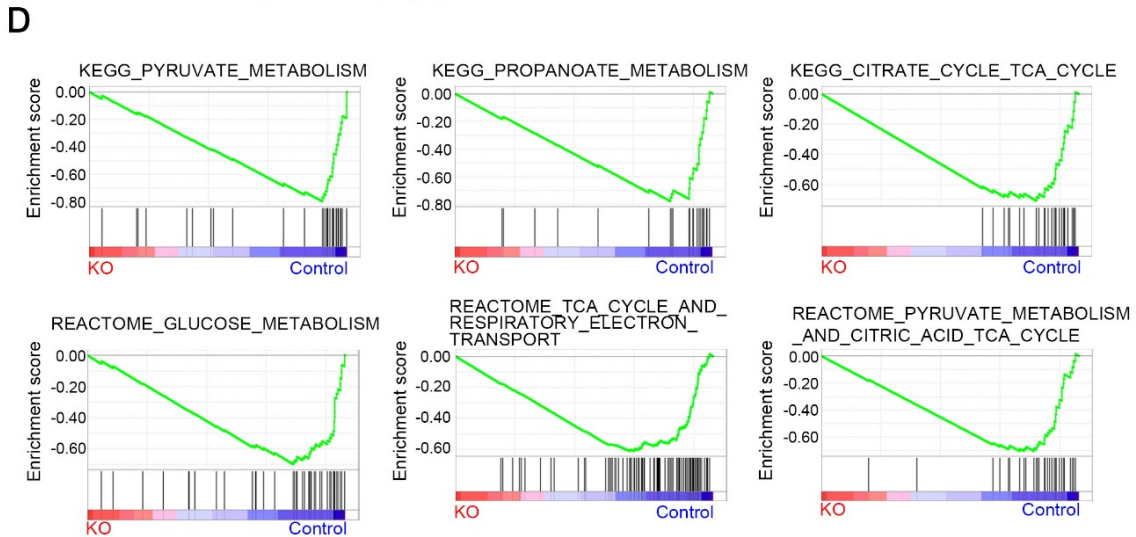 D
KEGG_PYRUVATE_METABOLISM
Enrichment score
0.00
-0.20
-0.40
-0.60
-0.80
KO
Control
KEGG_PROPANOATE_METABOLISM
Enrichment score
0.00
-0.20
-0.40
-0.60
-0.80
KO
Control
KEGG_CITRATE_CYCLE_TCA_CYCLE
Enrichment score
0.00
-0.20
-0.40
-0.60
KO
Control
REACTOME_GLUCOSE_METABOLISM
Enrichment score
0.00
-0.20
-0.40
-0.60
KO
Control
REACTOME_TCA_CYCLE_AND_
RESPIRATORY_ELECTRON_
TRANSPORT
Enrichment score
0.00
-0.20
-0.40
-0.60
KO
Control
REACTOME_PYRUVATE_METABOLISM
_AND_CITRIC_ACID_TCA_CYCLE
Enrichment score
0.00
-0.20
-0.40
-0.60
KO
Control